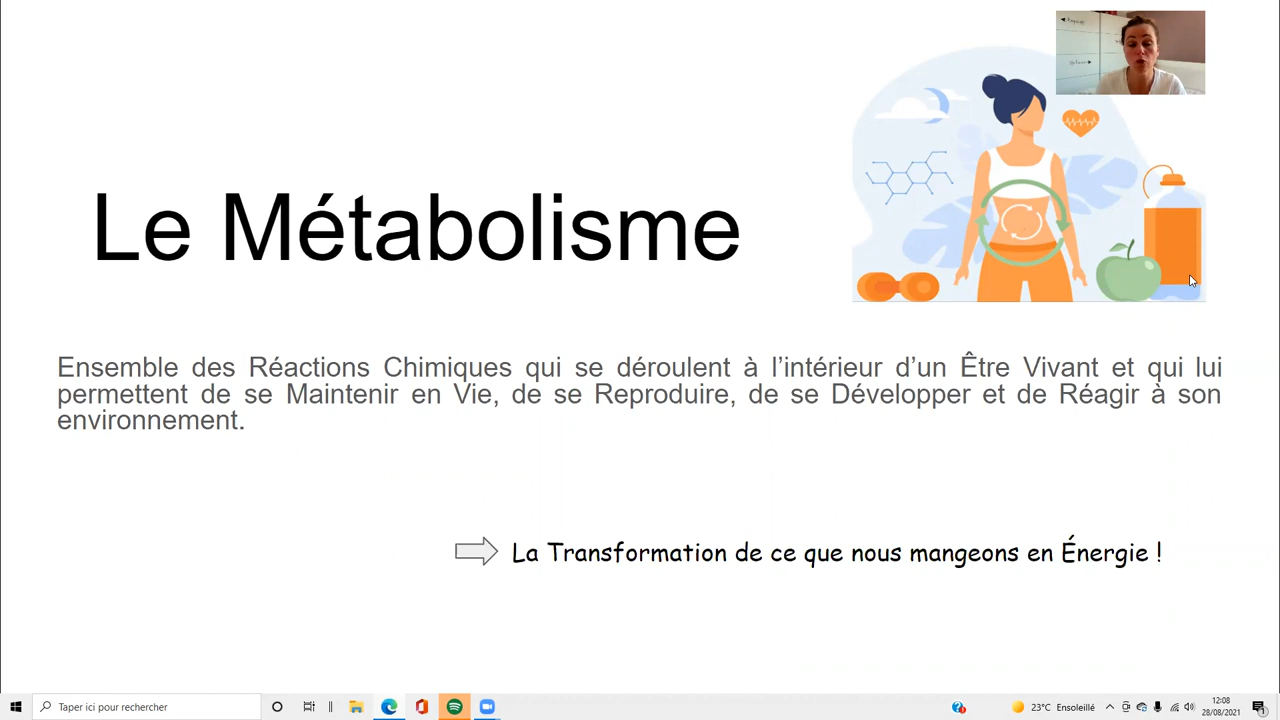 Le Métabolisme
Ensemble des Réactions Chimiques qui se déroulent à l’intérieur d’un Être Vivant et qui lui
permettent de se Maintenir en Vie, de se Reproduire, de se Développer et de Réagir à son
environnement.
La Transformation de ce que nous mangeons en Énergie !
Taper ici pour rechercher
23°C Ensoleillé
12:08
28/08/2021